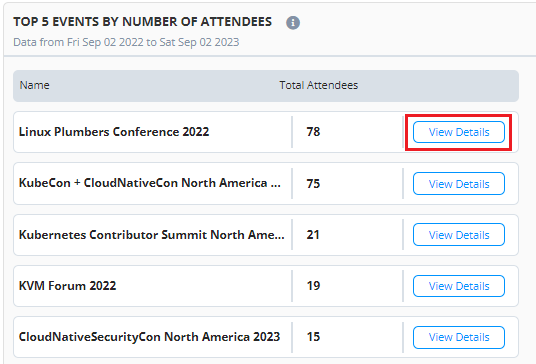 TOP 5 EVENTS BY NUMBER OF ATTENDEES i
Data from Fri Sep 02 2022 to Sat Sep 02 2023
Name Total Attendees
Linux Plumbers Conference 2022 78 View Details
KubeCon + CloudNativeCon North America ... 75 View Details
Kubernetes Contributor Summit North Ame... 21 View Details
KVM Forum 2022 19 View Details
CloudNativeSecurityCon North America 2023 15 View Details